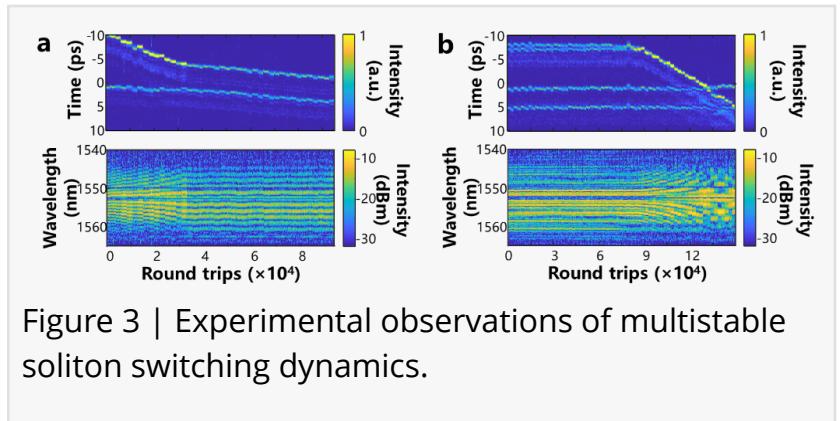 a
-10
-5
0
5
10
Time (ps)
1
0
Intensity
(a.u.)
1540
1550
1560
Wavelength
(nm)
-10
-20
-30
Intensity
(dBm)
0 2 4 6 8
Round trips (×10⁴)
b
-10
-5
0
5
10
Time (ps)
1
0
Intensity
(a.u.)
1540
1550
1560
Wavelength
(nm)
-10
-20
-30
Intensity
(dBm)
0 3 6 9 12
Round trips (×10⁴)
Figure 3 | Experimental observations of multistable
soliton switching dynamics.